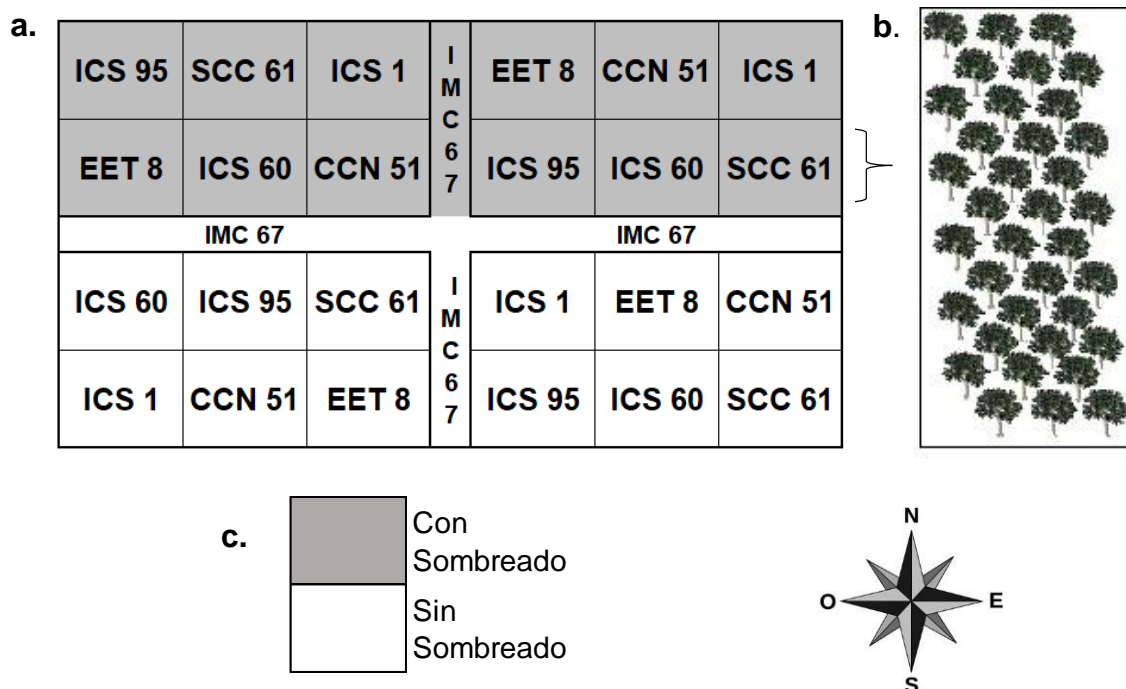 a.
ICS 95 SCC 61 ICS 1
EET 8 ICS 60 CCN 51
I
M
C
6
7
EET 8 CCN 51 ICS 1
ICS 95 ICS 60 SCC 61
b.
IMC 67 IMC 67
ICS 60 ICS 95 SCC 61
ICS 1 CCN 51 EET 8
I
M
C
6
7
ICS 1 EET 8 CCN 51
ICS 95 ICS 60 SCC 61
c.
Con
Sombreado
Sin
Sombreado
N
O E
S